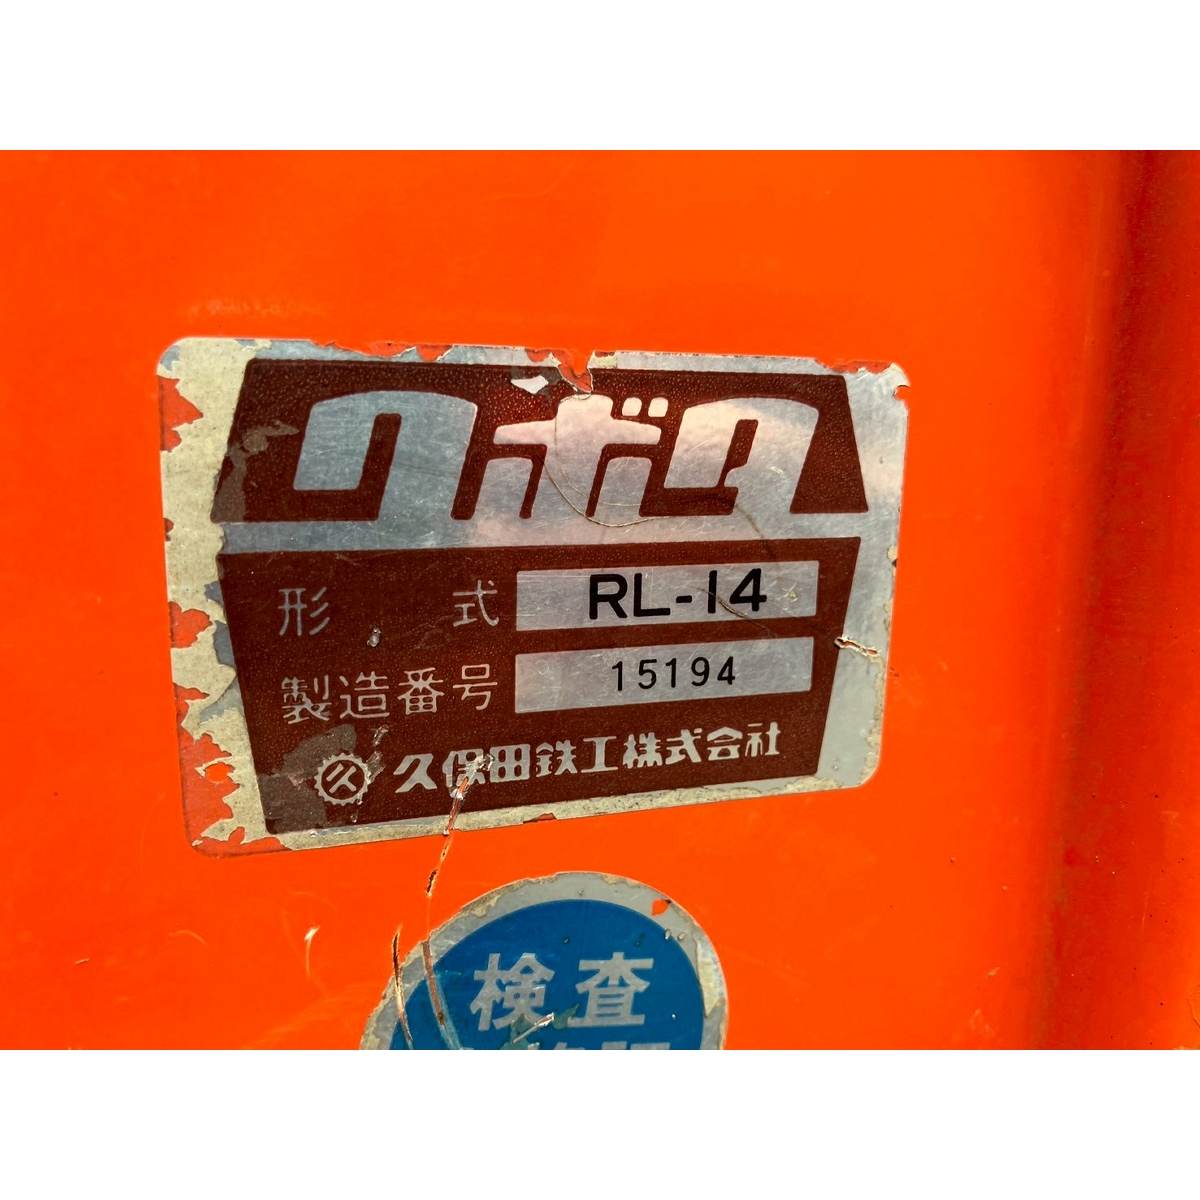 クボタ
形式 RL-14
製造番号 15194
久保田鉄工株式会社
検査